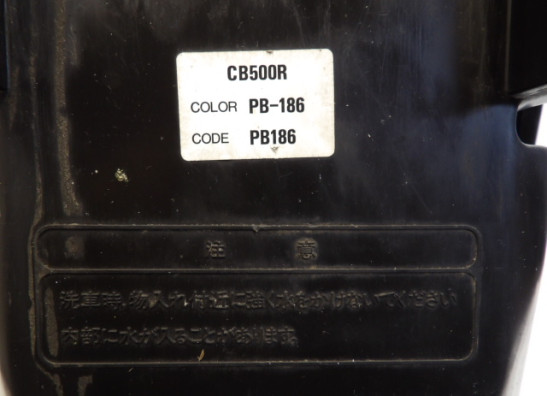 CB500R
COLOR PB-186
CODE PB186
注意
洗車時、物入れ付近に強く水をかけないでください
内部に水が入ることがあります。